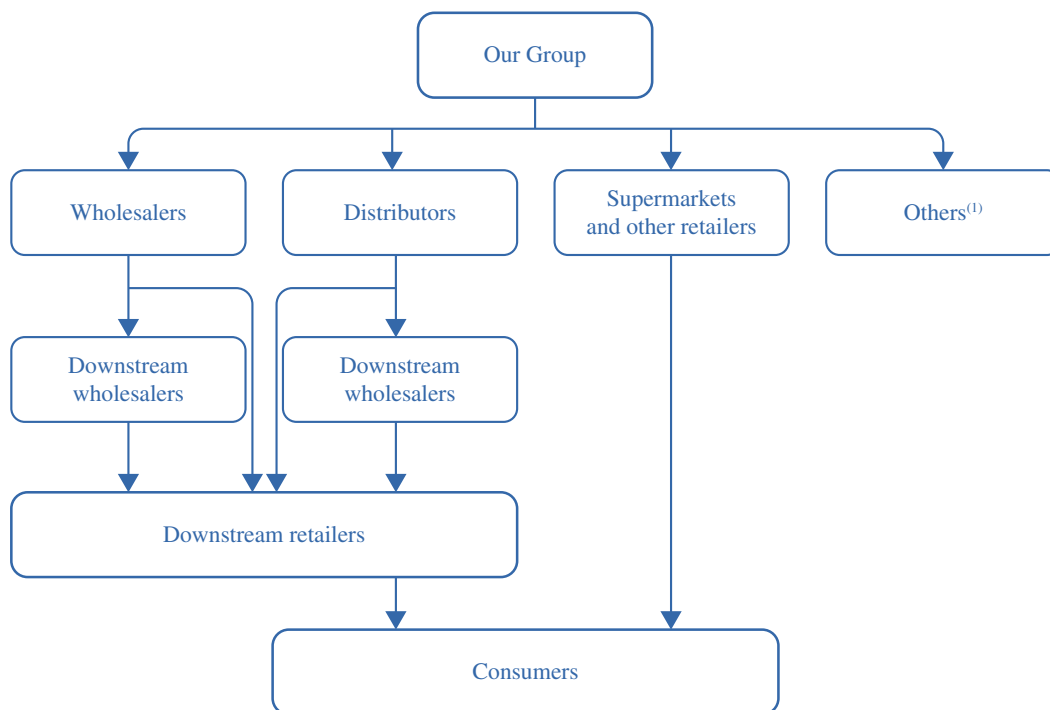 Our Group
Wholesalers
Distributors
Supermarkets
and other retailers
Others(1)
Downstream
wholesalers
Downstream
wholesalers
Downstream retailers
Consumers